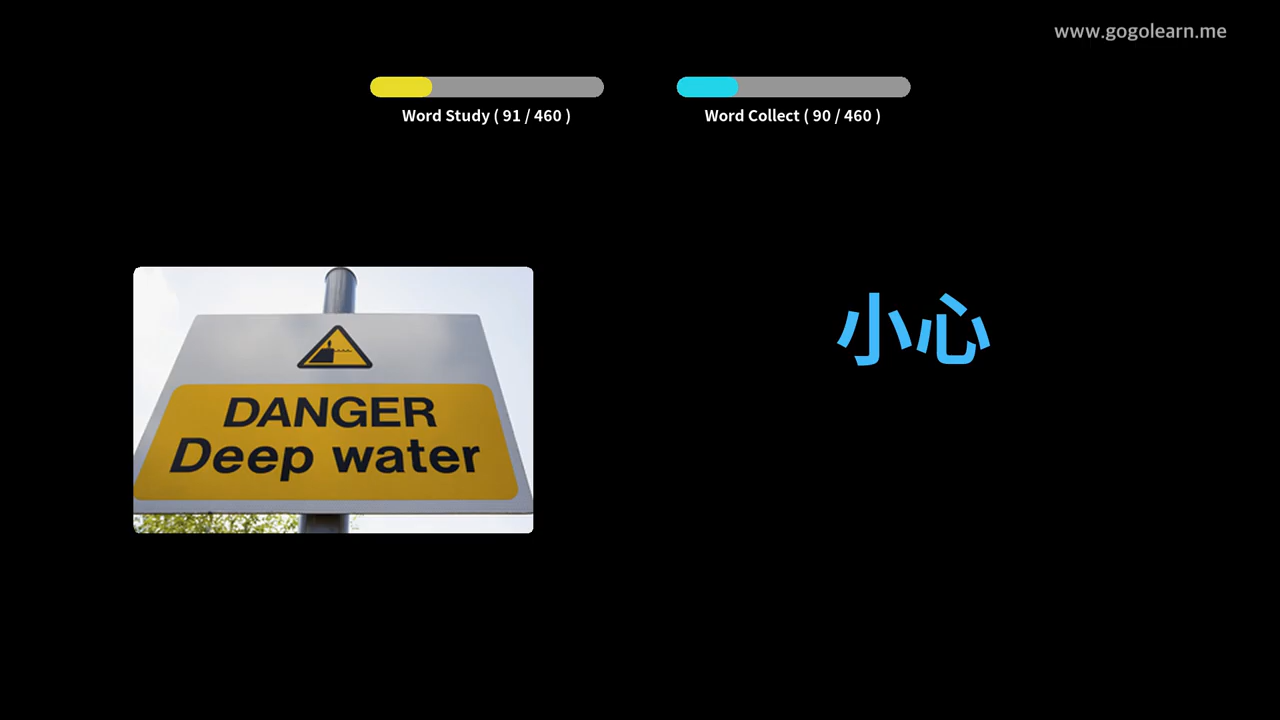 www.gogolearn.me
Word Study ( 91 / 460 )
Word Collect ( 90 / 460 )
DANGER
Deep water
小心